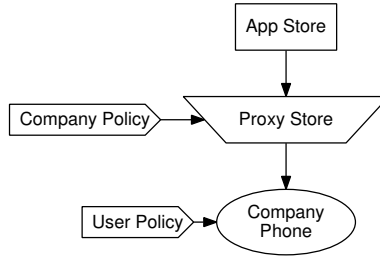 App Store
Company Policy
Proxy Store
User Policy
Company
Phone